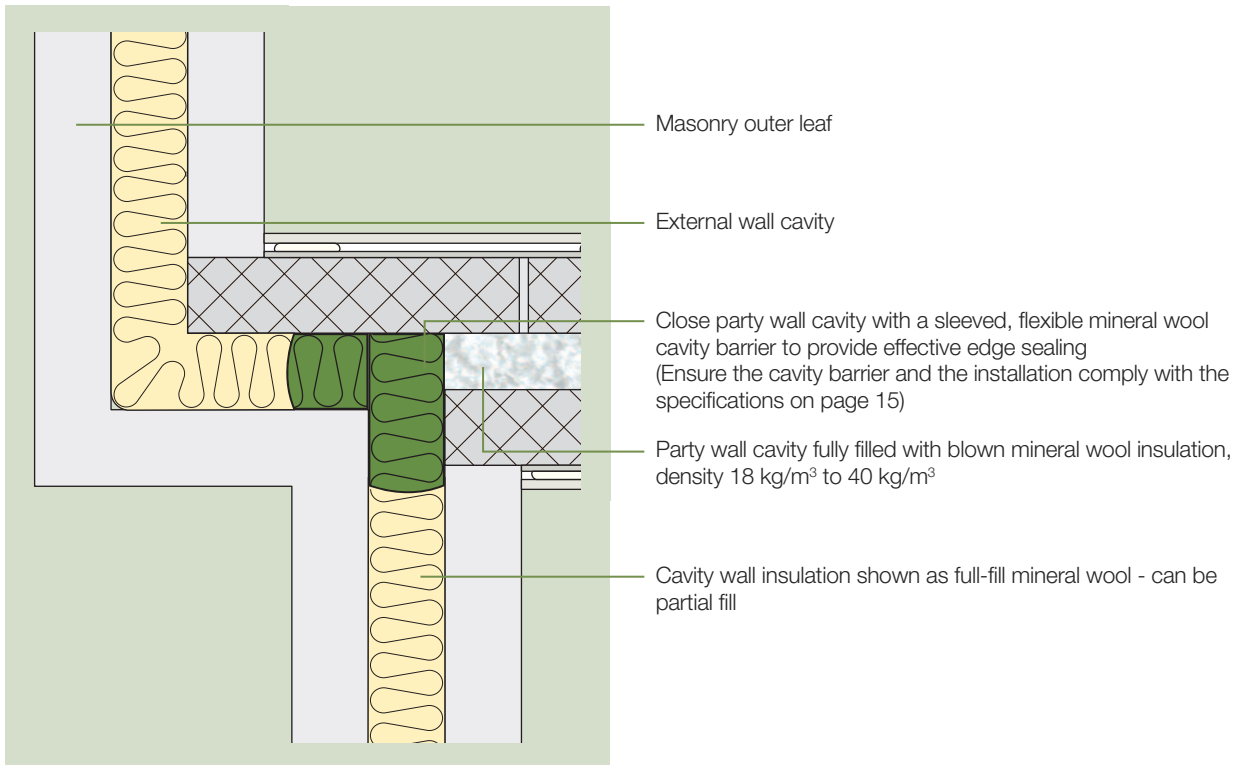 Masonry outer leaf
External wall cavity
Close party wall cavity with a sleeved, flexible mineral wool
cavity barrier to provide effective edge sealing
(Ensure the cavity barrier and the installation comply with the
specifications on page 15)
Party wall cavity fully filled with blown mineral wool insulation,
density 18 kg/m³ to 40 kg/m³
Cavity wall insulation shown as full-fill mineral wool - can be
partial fill